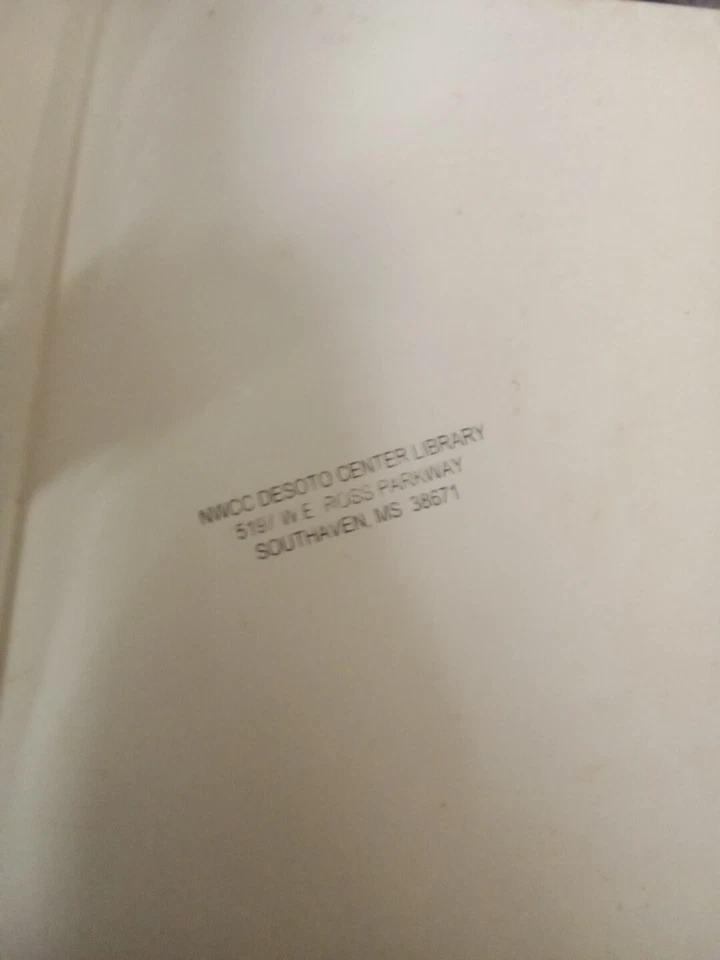 NWCC DESOTO CENTER LIBRARY
5197 W.E. ROSS PARKWAY
SOUTHAVEN, MS 38671